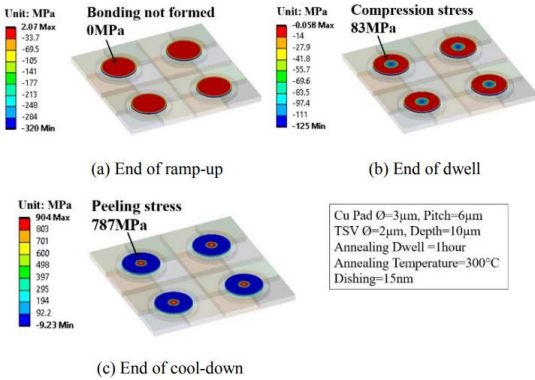 Unit: MPa
2.07 Max
-33.7
-69.5
-105
-141
-177
-213
-248
-284
-320 Min
Bonding not formed
0MPa
(a) End of ramp-up
Unit: MPa
-0.058 Max
-14
-27.9
-41.8
-55.7
-69.6
-83.5
-97.4
-111
-125 Min
Compression stress
83MPa
(b) End of dwell
Unit: MPa
904 Max
803
701
600
498
397
295
194
92.2
-9.23 Min
Peeling stress
787MPa
(c) End of cool-down
Cu Pad Ø=3µm, Pitch=6µm
TSV Ø=2µm, Depth=10µm
Annealing Dwell =1hour
Annealing Temperature=300°C
Dishing=15nm